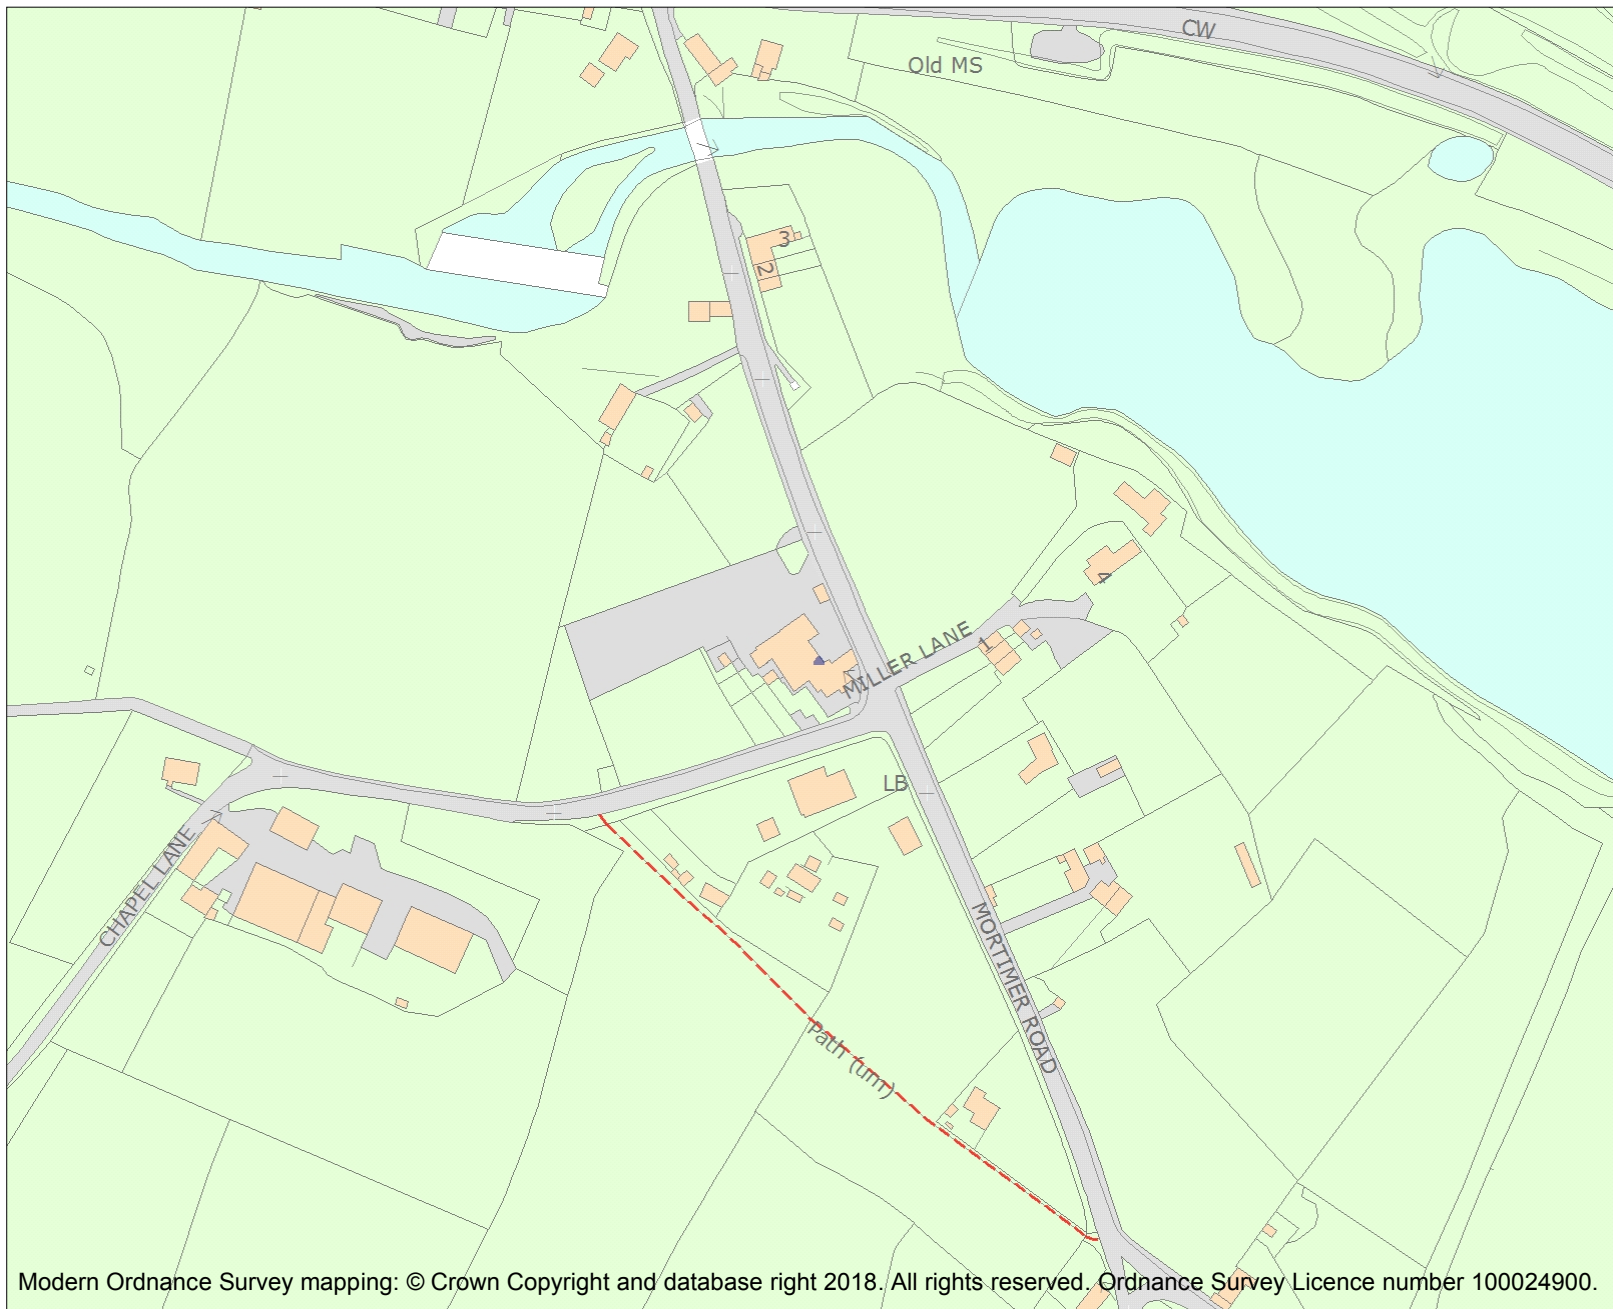 CW
Old MS
3
2
4
MILLER LANE
1
LB
CHAPEL LANE
MORTIMER ROAD
Path (um)
Modern Ordnance Survey mapping: © Crown Copyright and database right 2018. All rights reserved. Ordnance Survey Licence number 100024900.